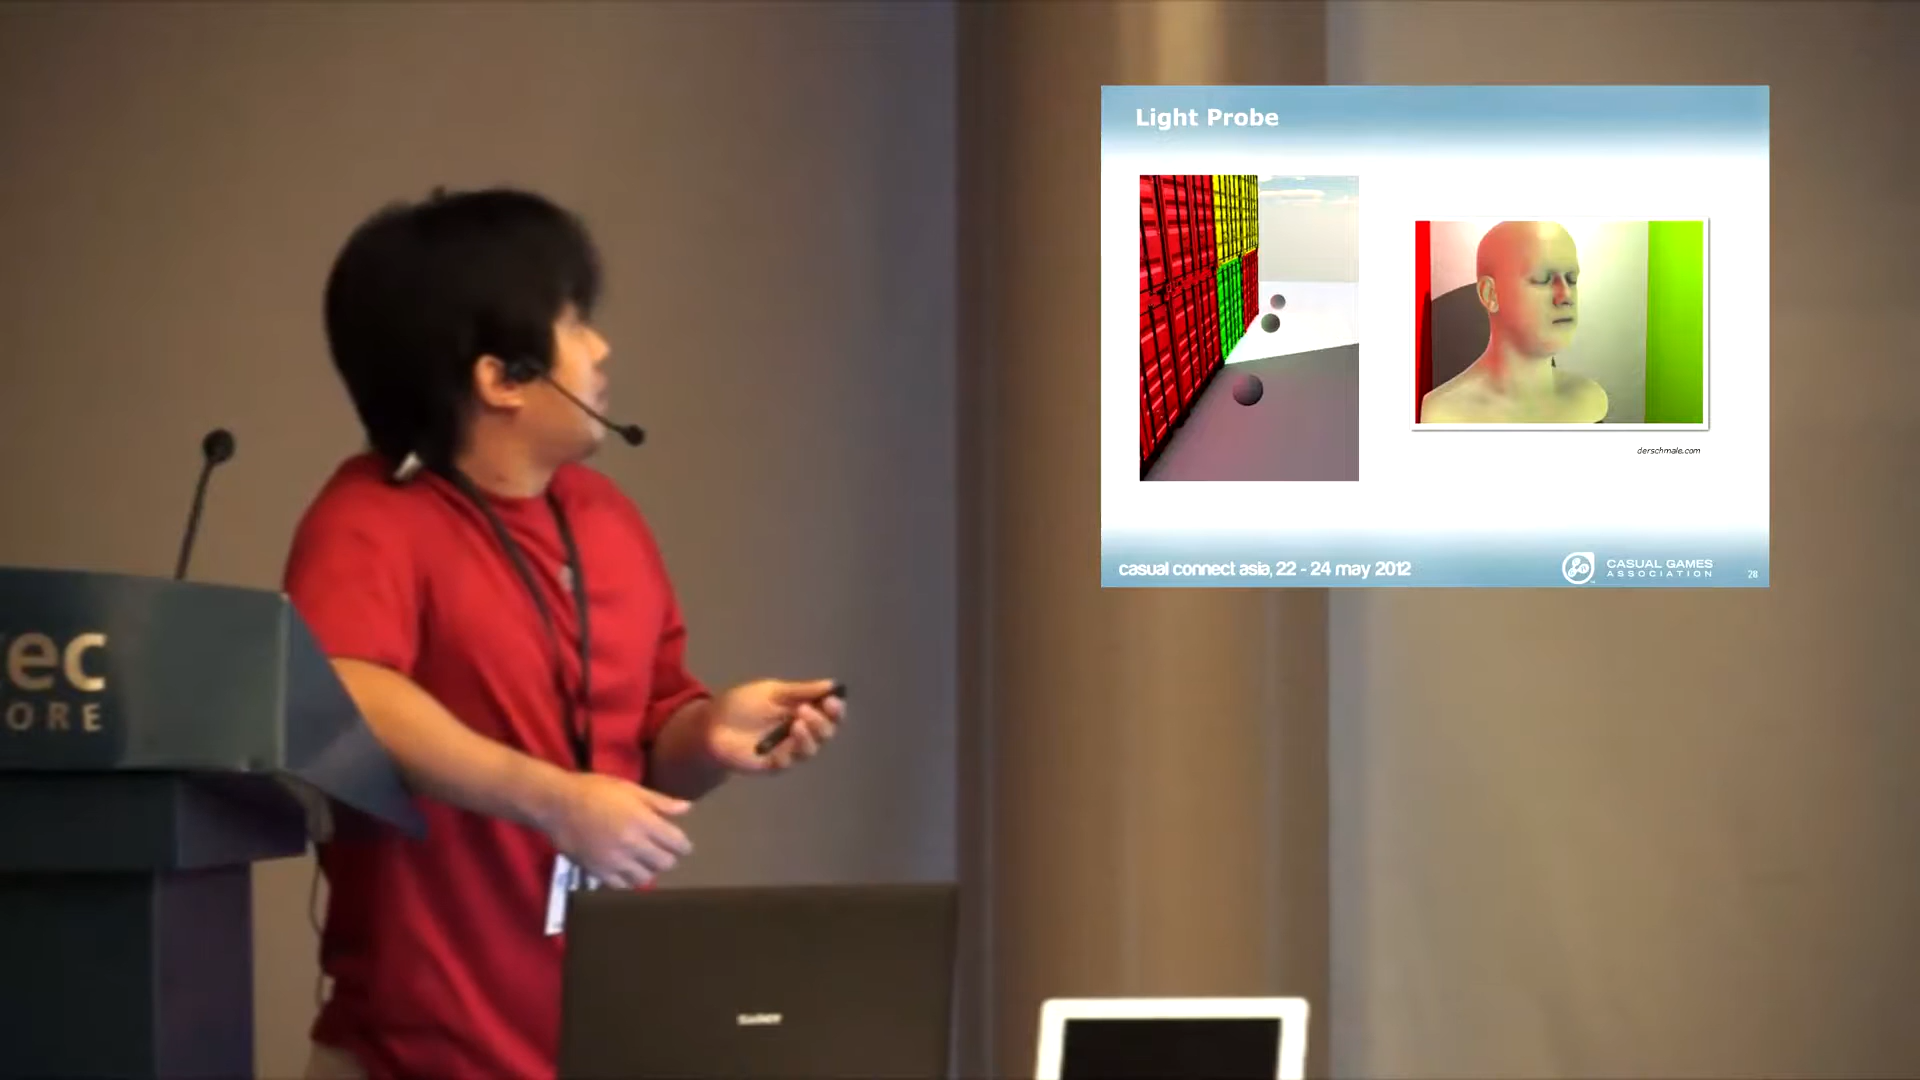 Light Probe
derschmale.com
casual connect asia, 22 - 24 may 2012
CASUAL GAMES
ASSOCIATION
28
ec
ORE